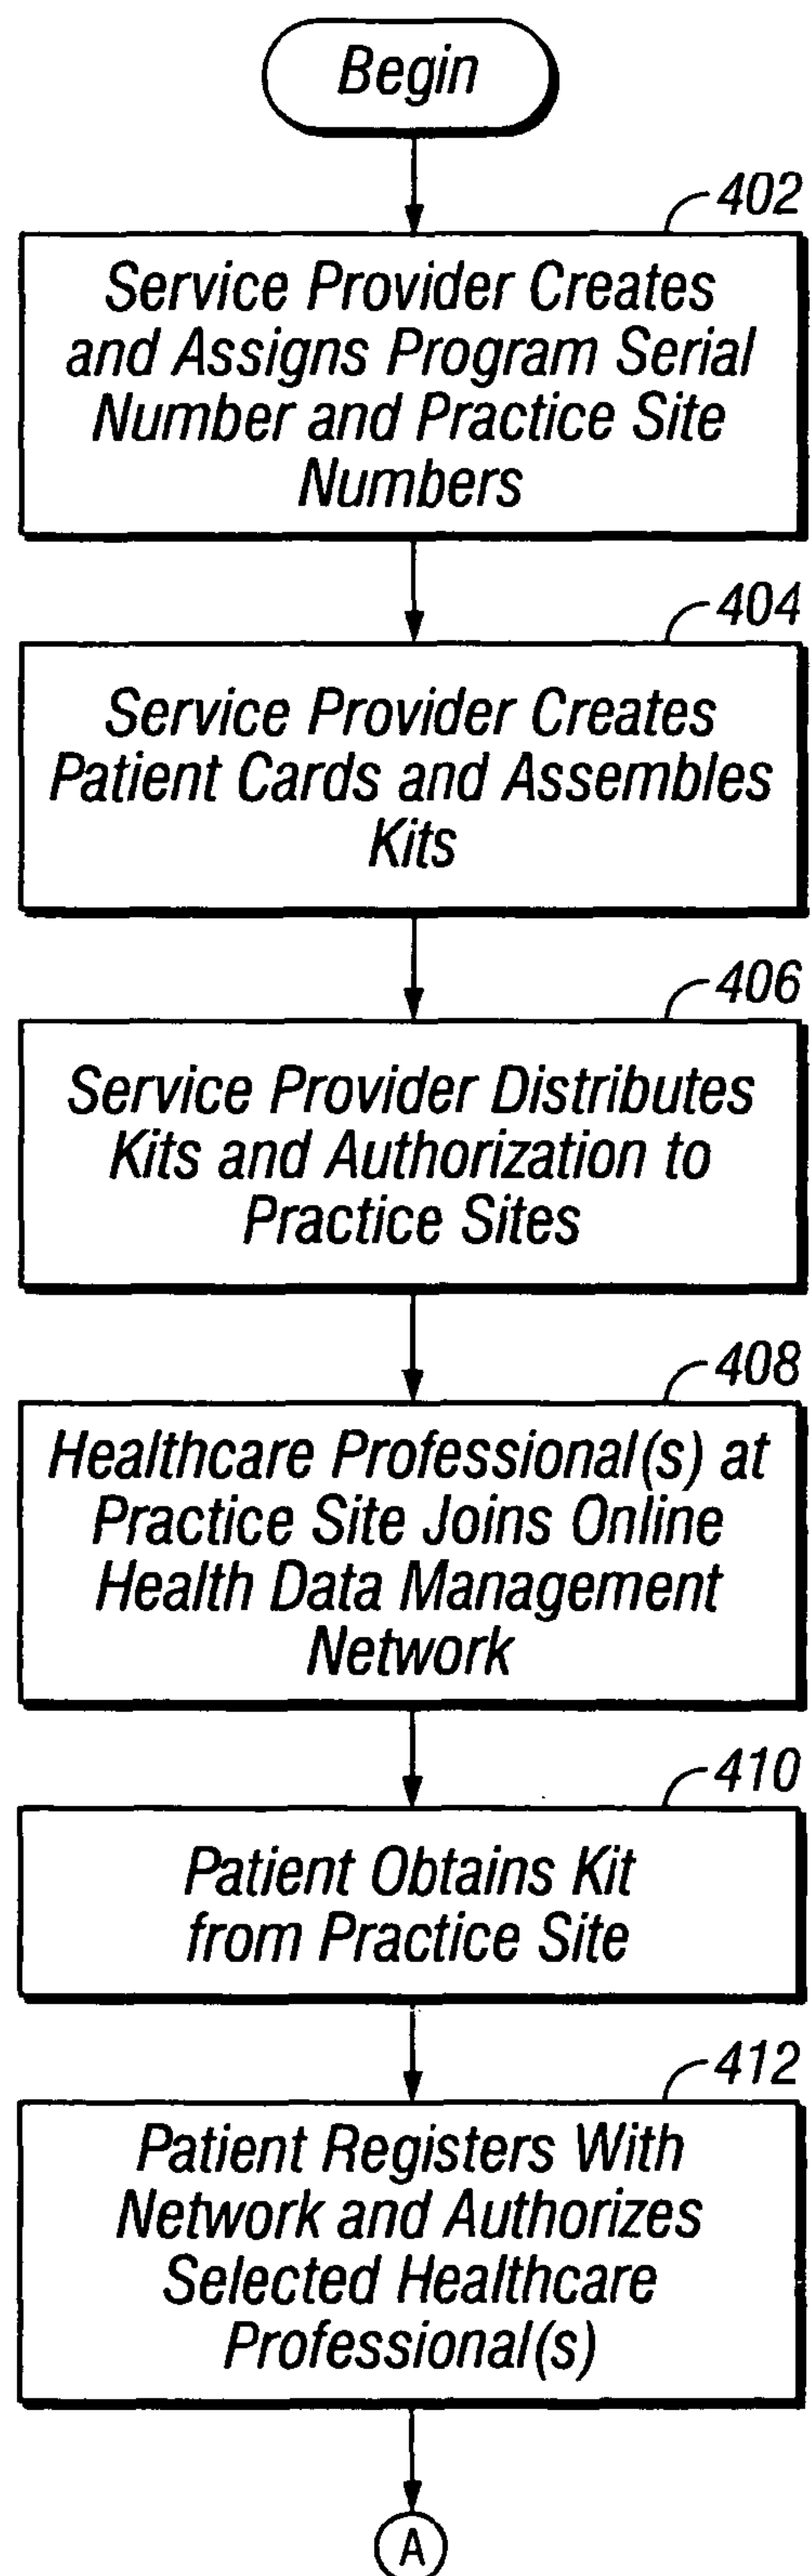 Begin
402
Service Provider Creates
and Assigns Program Serial
Number and Practice Site
Numbers
404
Service Provider Creates
Patient Cards and Assembles
Kits
406
Service Provider Distributes
Kits and Authorization to
Practice Sites
408
Healthcare Professional(s) at
Practice Site Joins Online
Health Data Management
Network
410
Patient Obtains Kit
from Practice Site
412
Patient Registers With
Network and Authorizes
Selected Healthcare
Professional(s)
A